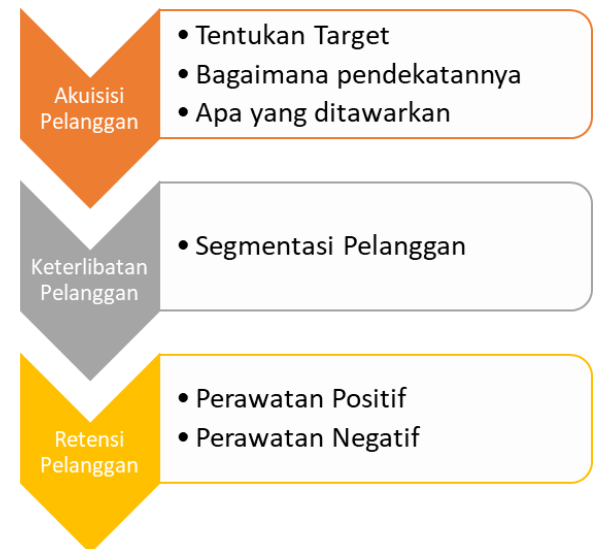 Akuisisi
Pelanggan
• Tentukan Target
• Bagaimana pendekatannya
• Apa yang ditawarkan
Keterlibatan
Pelanggan
• Segmentasi Pelanggan
Retensi
Pelanggan
• Perawatan Positif
• Perawatan Negatif